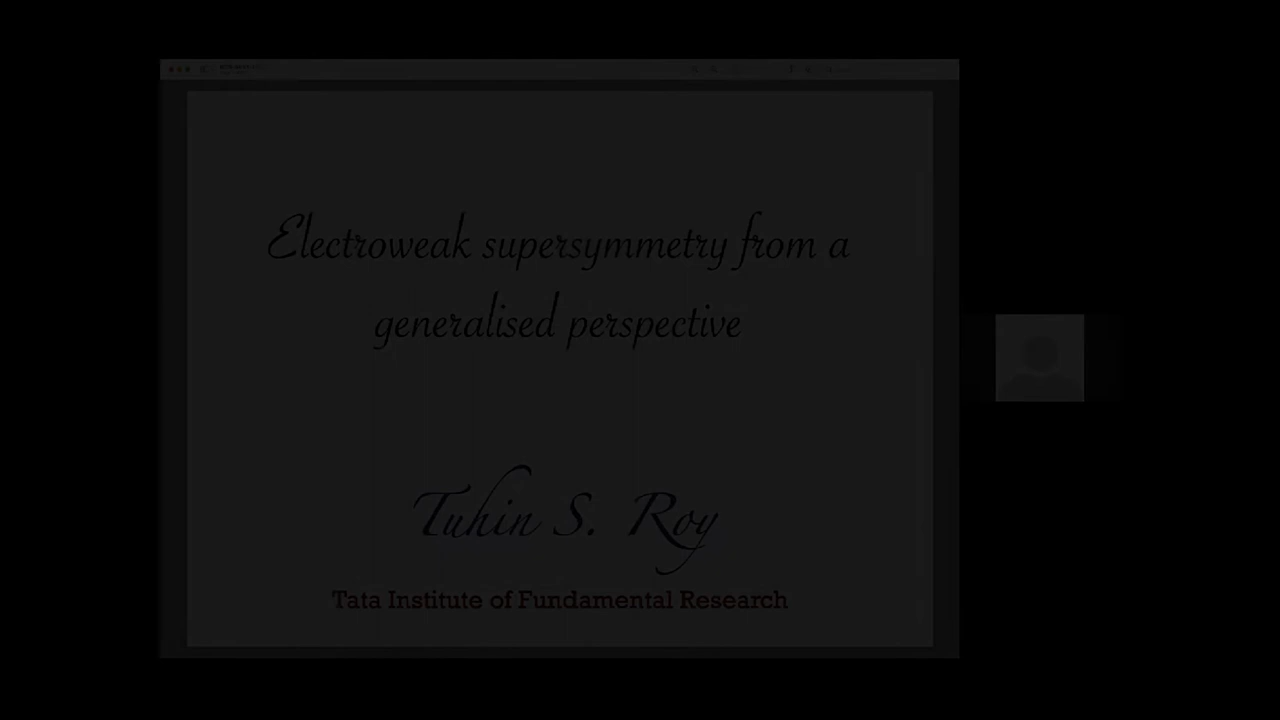 Electroweak supersymmetry from a
generalised perspective
Tuhin S. Roy
Tata Institute of Fundamental Research